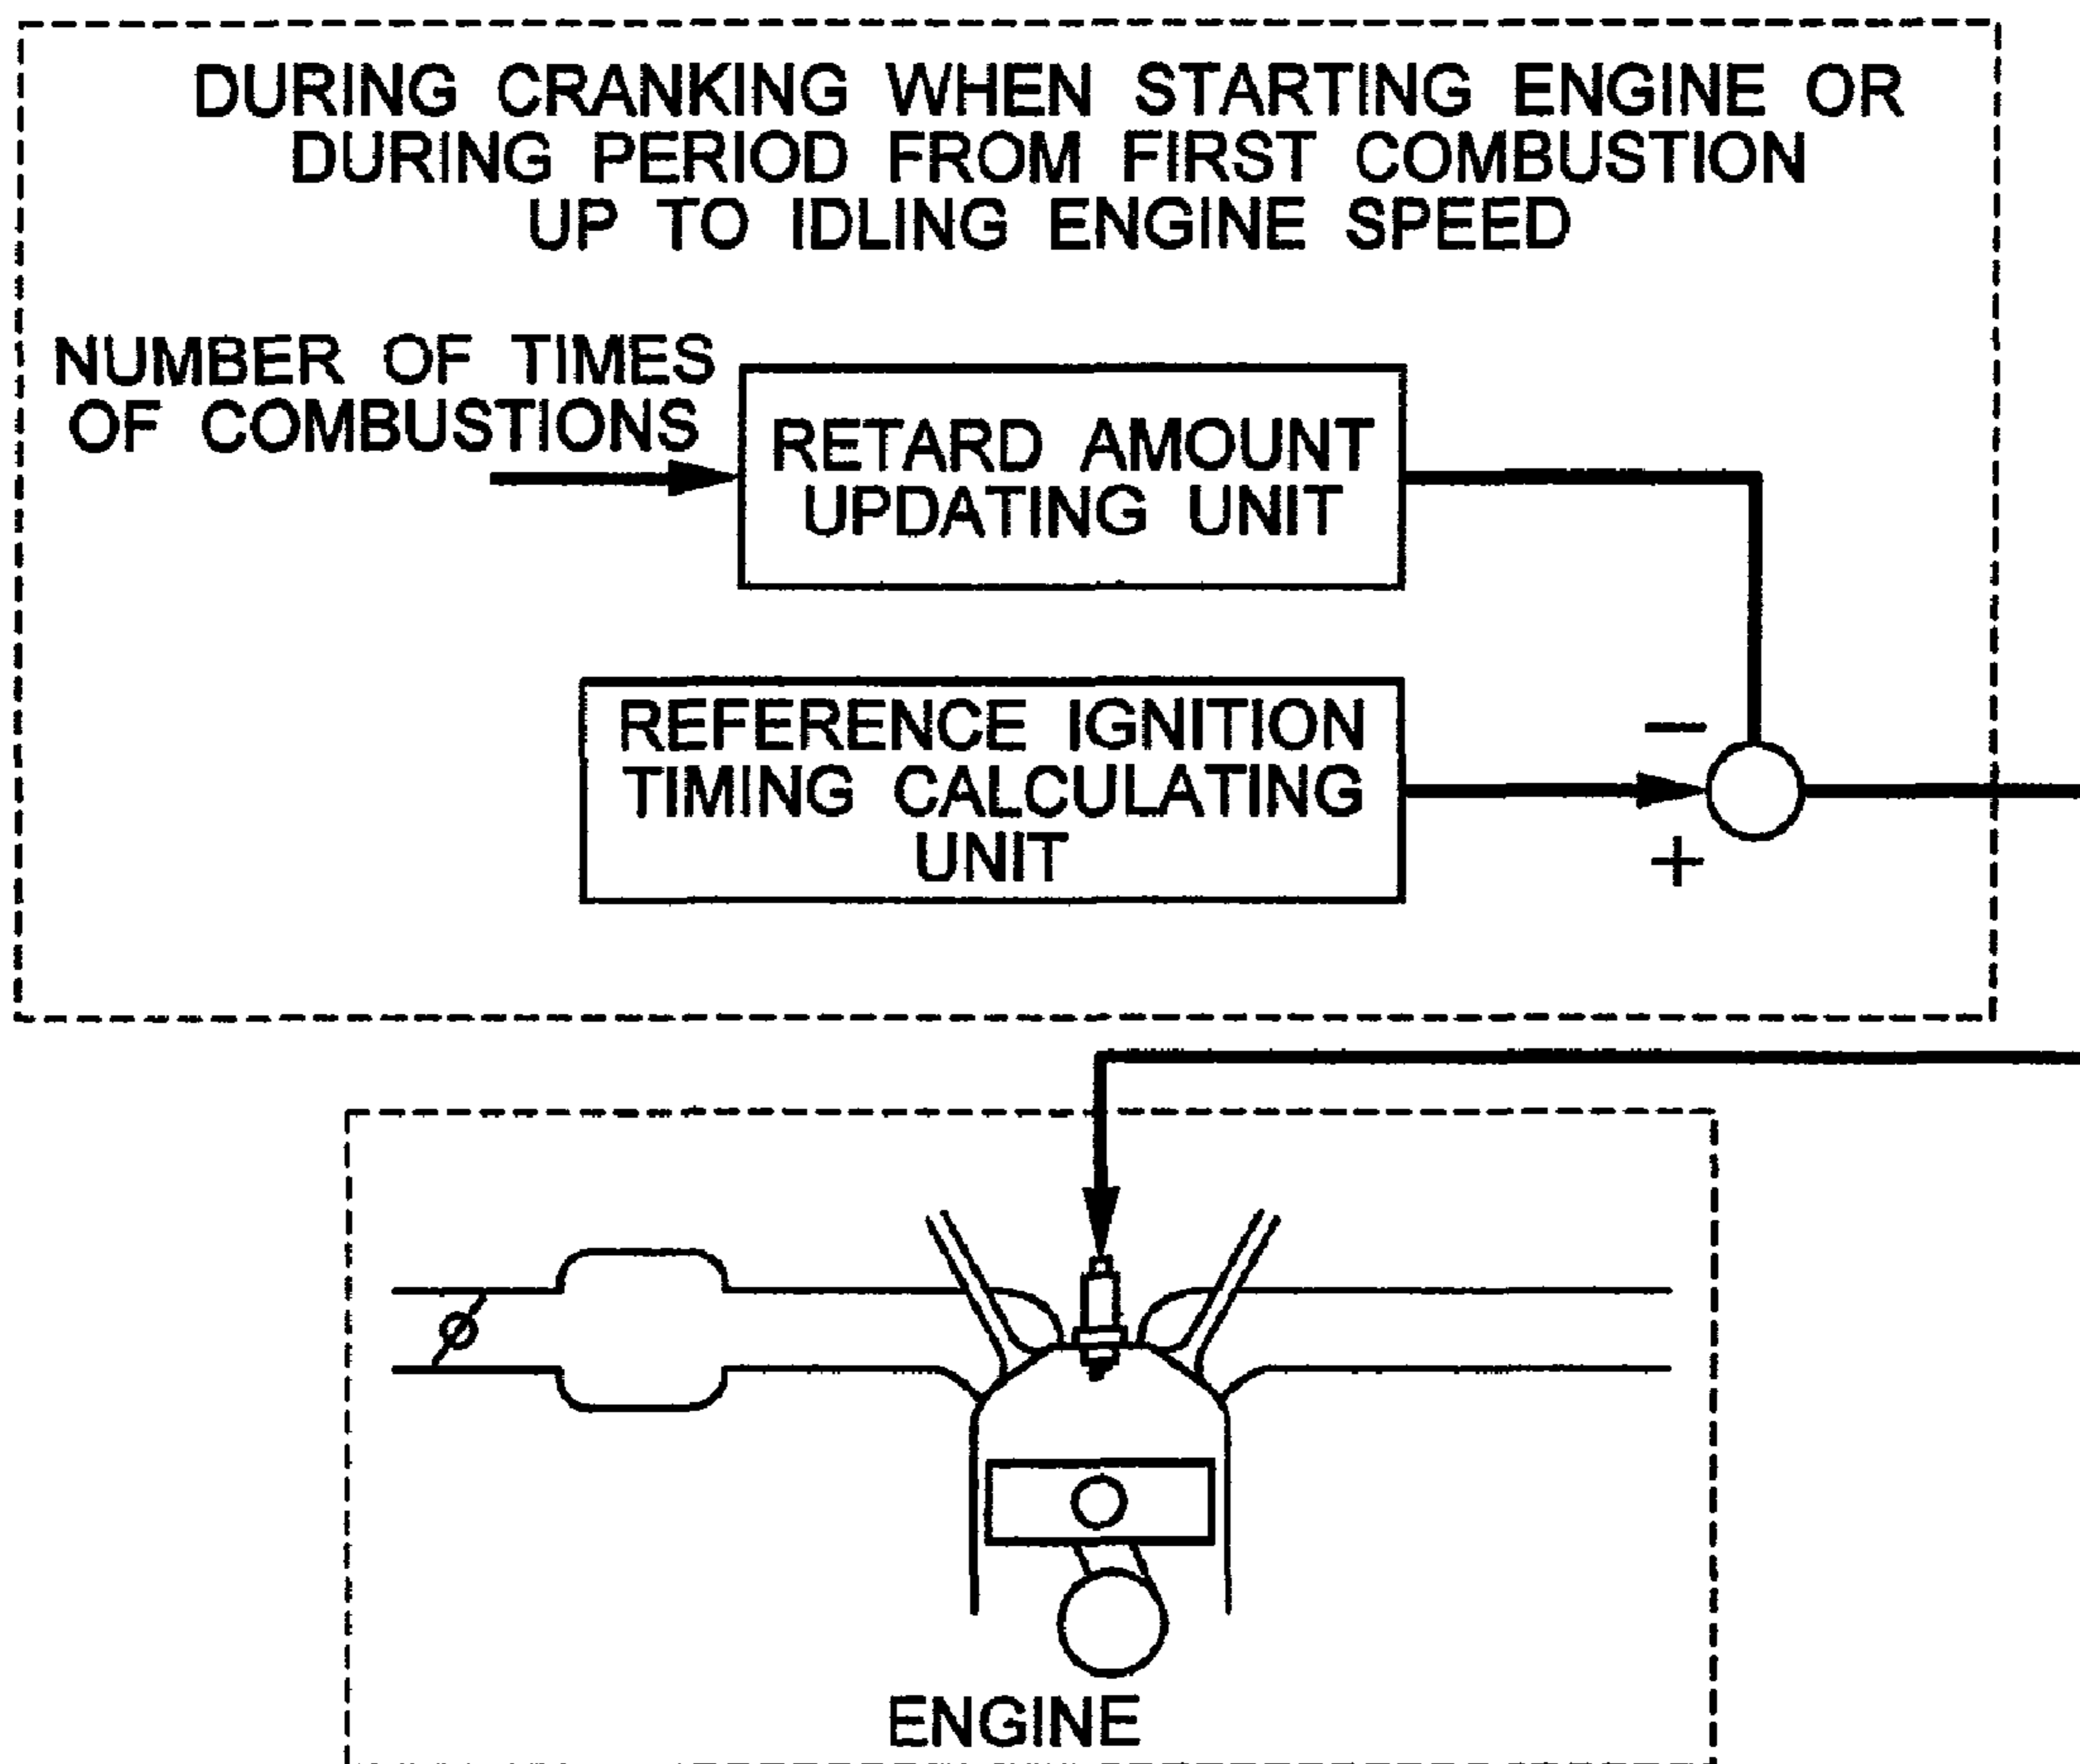 DURING CRANKING WHEN STARTING ENGINE OR
DURING PERIOD FROM FIRST COMBUSTION
UP TO IDLING ENGINE SPEED
NUMBER OF TIMES
OF COMBUSTIONS
RETARD AMOUNT
UPDATING UNIT
REFERENCE IGNITION
TIMING CALCULATING
UNIT
−
+
ENGINE